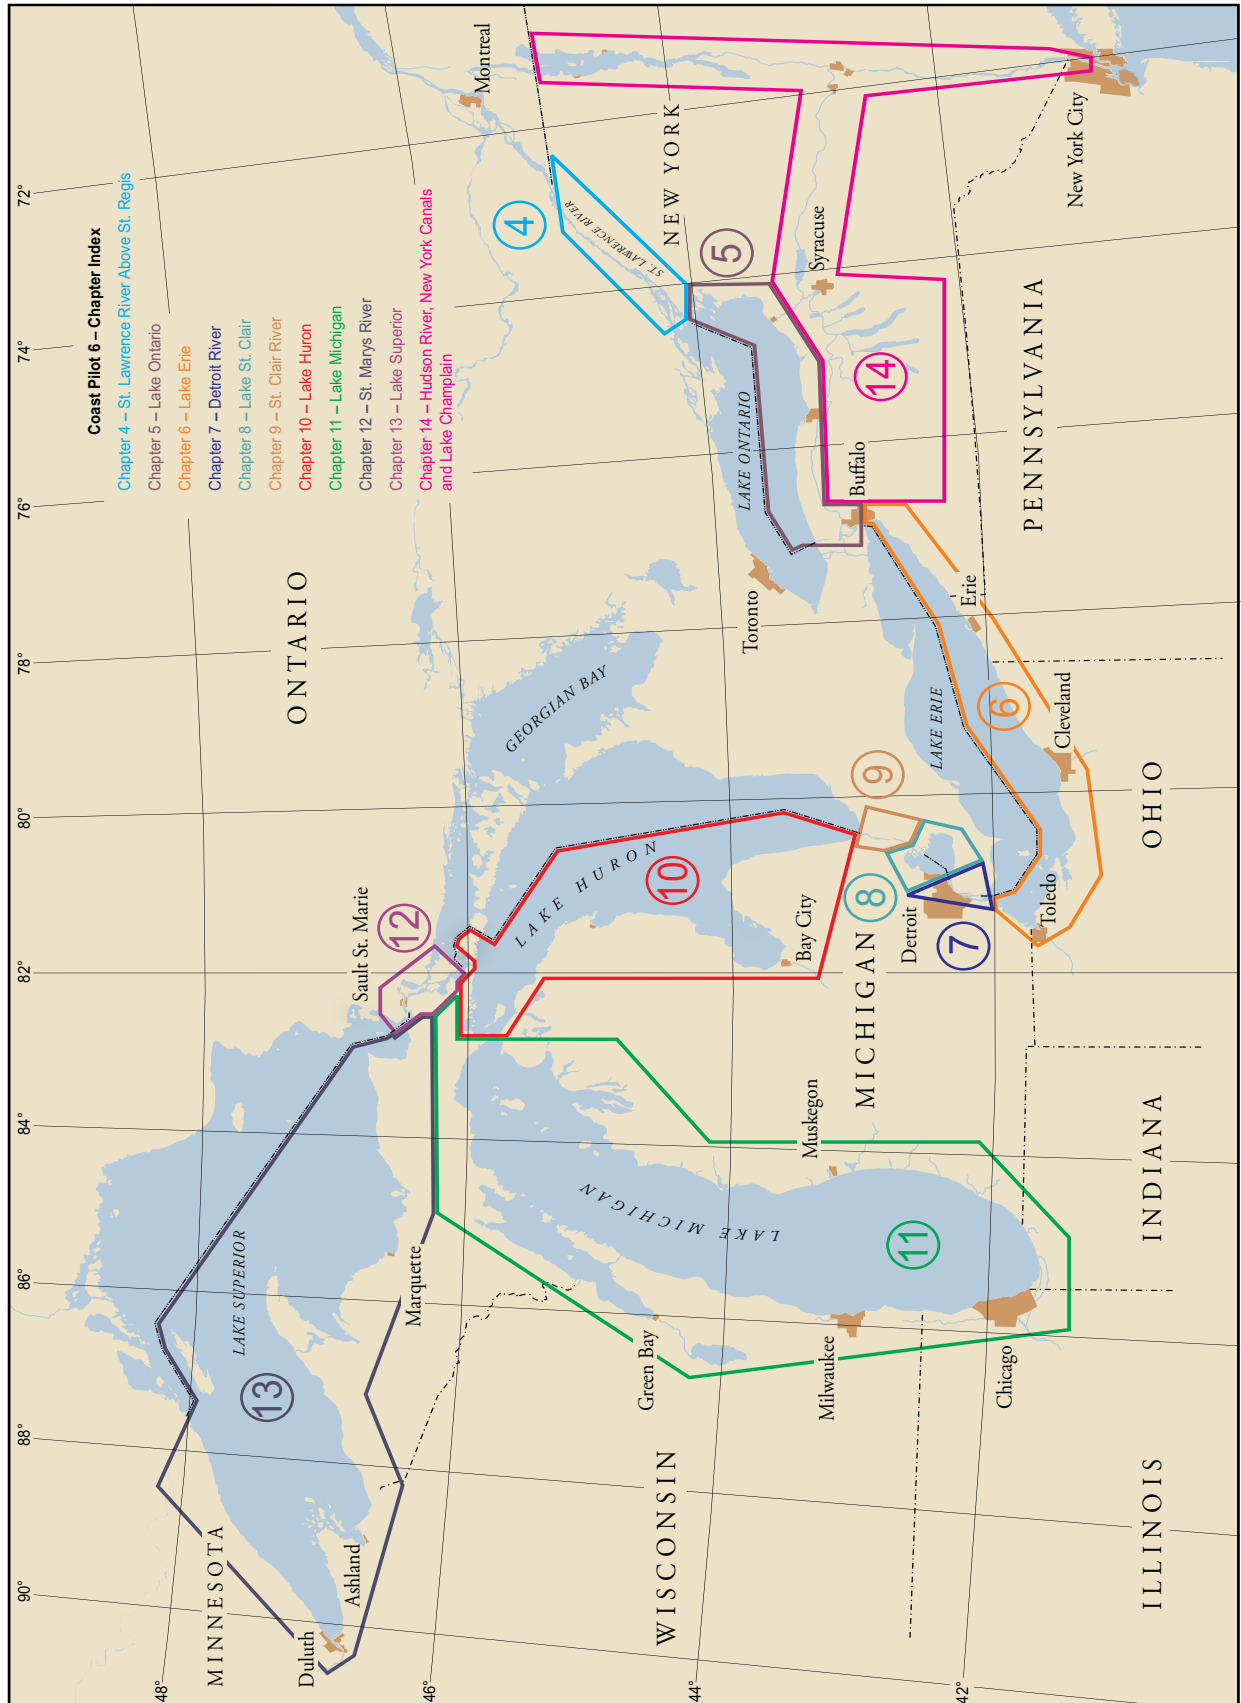 Coast Pilot 6 – Chapter Index
Chapter 4 – St. Lawrence River Above St. Regis
Chapter 5 – Lake Ontario
Chapter 6 – Lake Erie
Chapter 7 – Detroit River
Chapter 8 – Lake St. Clair
Chapter 9 – St. Clair River
Chapter 10 – Lake Huron
Chapter 11 – Lake Michigan
Chapter 12 – St. Marys River
Chapter 13 – Lake Superior
Chapter 14 – Hudson River, New York Canals
and Lake Champlain
90°
88°
86°
84°
82°
80°
78°
76°
74°
72°
48°
46°
44°
42°
MINNESOTA
Duluth
Ashland
13
LAKE SUPERIOR
Marquette
Sault St. Marie
12
ONTARIO
GEORGIAN BAY
LAKE HURON
10
Bay City
WISCONSIN
Green Bay
Milwaukee
Chicago
LAKE MICHIGAN
11
Muskegon
MICHIGAN
Detroit
7
8
9
Toledo
LAKE ERIE
6
Cleveland
Erie
Toronto
LAKE ONTARIO
Buffalo
5
Syracuse
14
4
ST. LAWRENCE RIVER
Montreal
NEW YORK
New York City
PENNSYLVANIA
OHIO
INDIANA
ILLINOIS